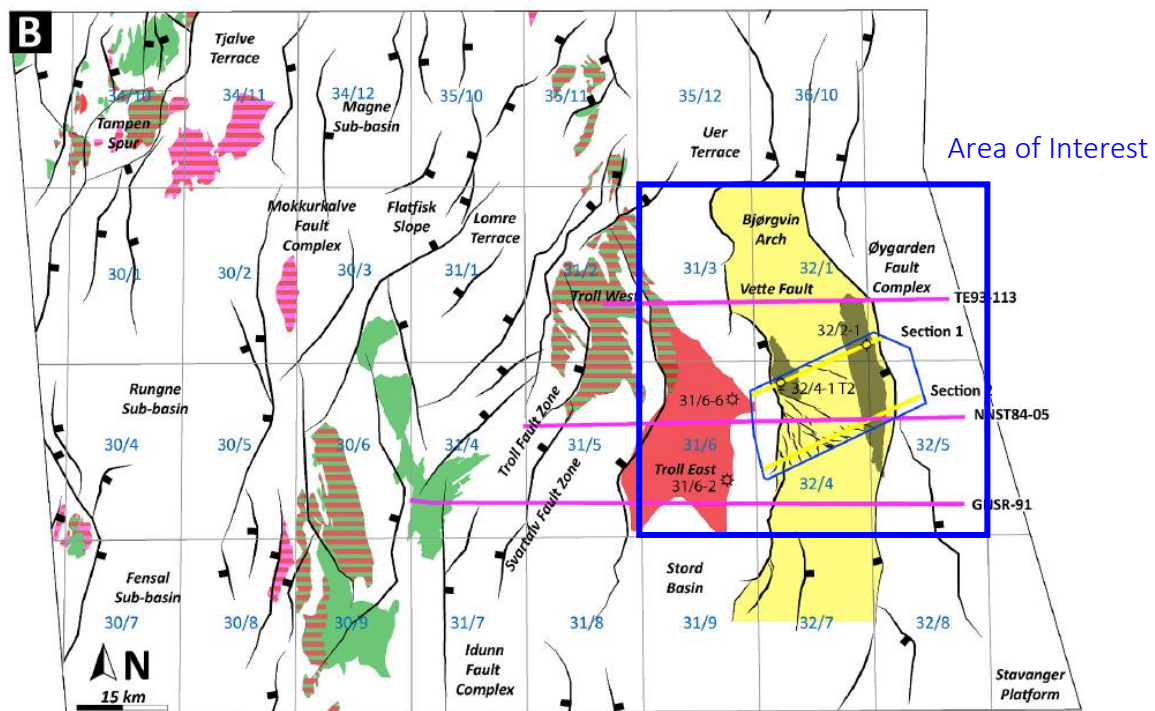 B
Tjalve
Terrace
34/10
34/11
34/12
35/10
35/11
35/12
36/10
Tampen
Spur
Magne
Sub-basin
Uer
Terrace
Area of Interest
Mokkurkalve
Fault
Complex
Flatfisk
Slope
Lomre
Terrace
Bjørgvin
Arch
Øygarden
Fault
Complex
30/1
30/2
30/3
31/1
31/2
31/3
32/1
Troll West
Vette Fault
TE93-113
32/2-1
Section 1
Rungne
Sub-basin
31/6-6
32/4-1 T2
Section 2
NNST84-05
30/4
30/5
30/6
31/4
31/5
31/6
32/5
Troll Fault Zone
Svartalv Fault Zone
Troll East
31/6-2
32/4
GNSR-91
Fensal
Sub-basin
Stord
Basin
30/7
30/8
30/9
31/7
31/8
31/9
32/7
32/8
N
15 km
Idunn
Fault
Complex
Stavanger
Platform